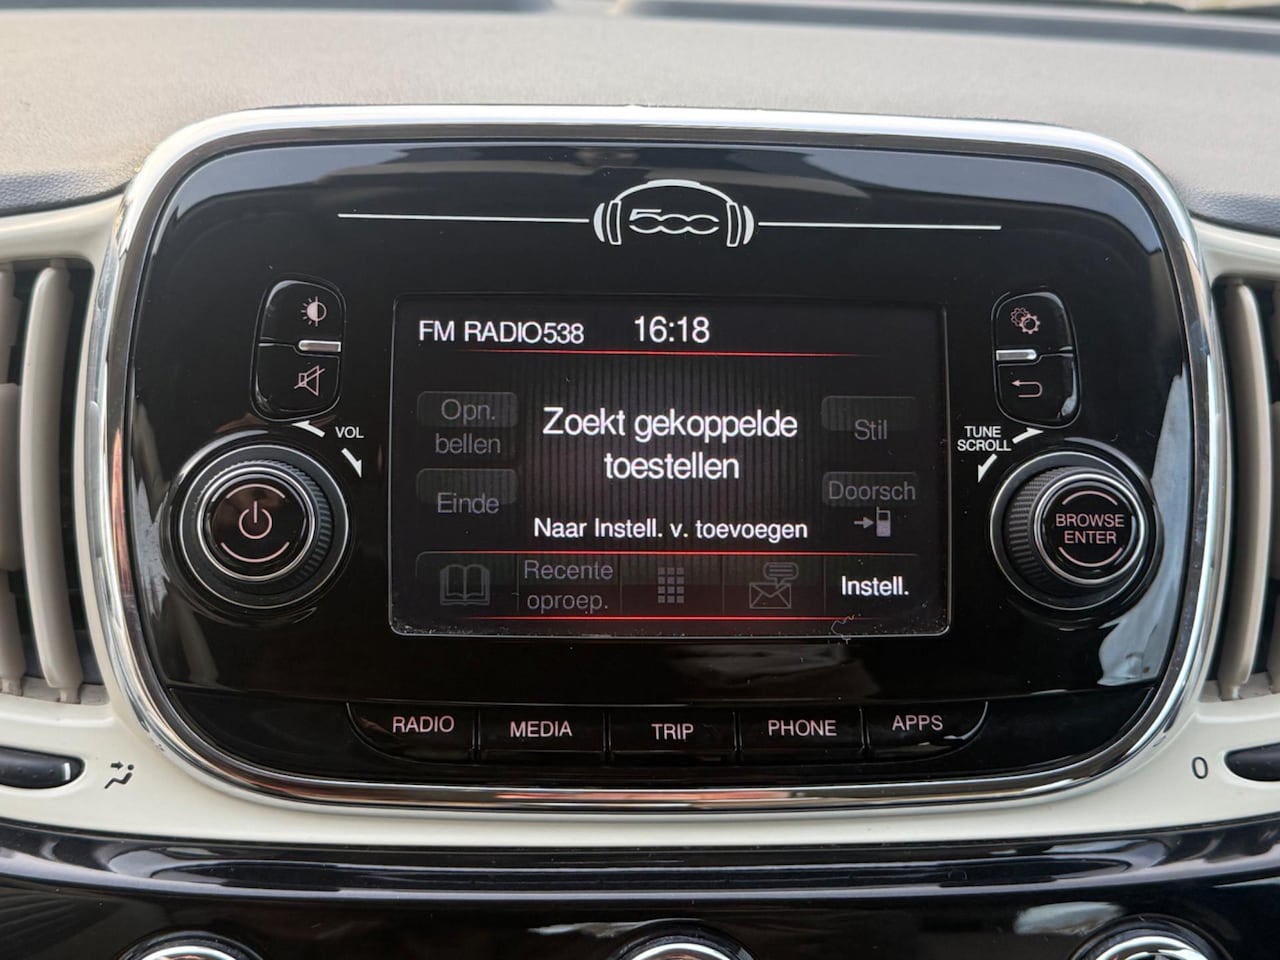 500
FM RADIO538 16:18
Opn.
bellen
Zoekt gekoppelde
toestellen
Stil
Einde
Doorsch
Naar Instell. v. toevoegen
Recente
oproep.
Instell.
VOL
TUNE
SCROLL
BROWSE
ENTER
RADIO MEDIA TRIP PHONE APPS
0